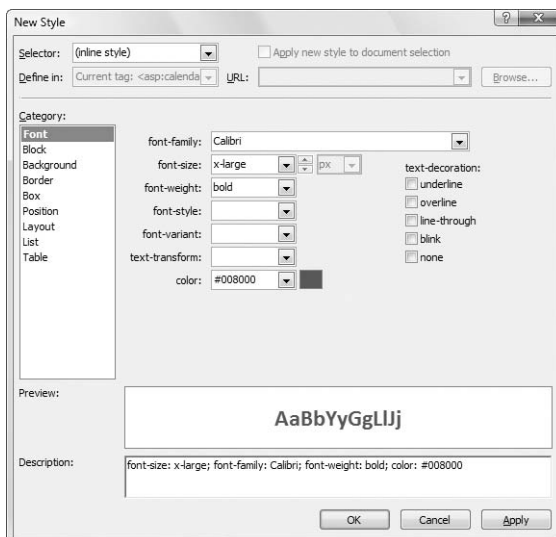 New Style
Selector: (inline style) Apply new style to document selection
Define in: Current tag: <asp:calenda URL: Browse...
Category:
Font
Block
Background
Border
Box
Position
Layout
List
Table
font-family: Calibri
font-size: x-large px
font-weight: bold
font-style:
font-variant:
text-transform:
color: #008000
text-decoration:
underline
overline
line-through
blink
none
Preview:
AaBbYyGgLlJj
Description:
font-size: x-large; font-family: Calibri; font-weight: bold; color: #008000
OK Cancel Apply